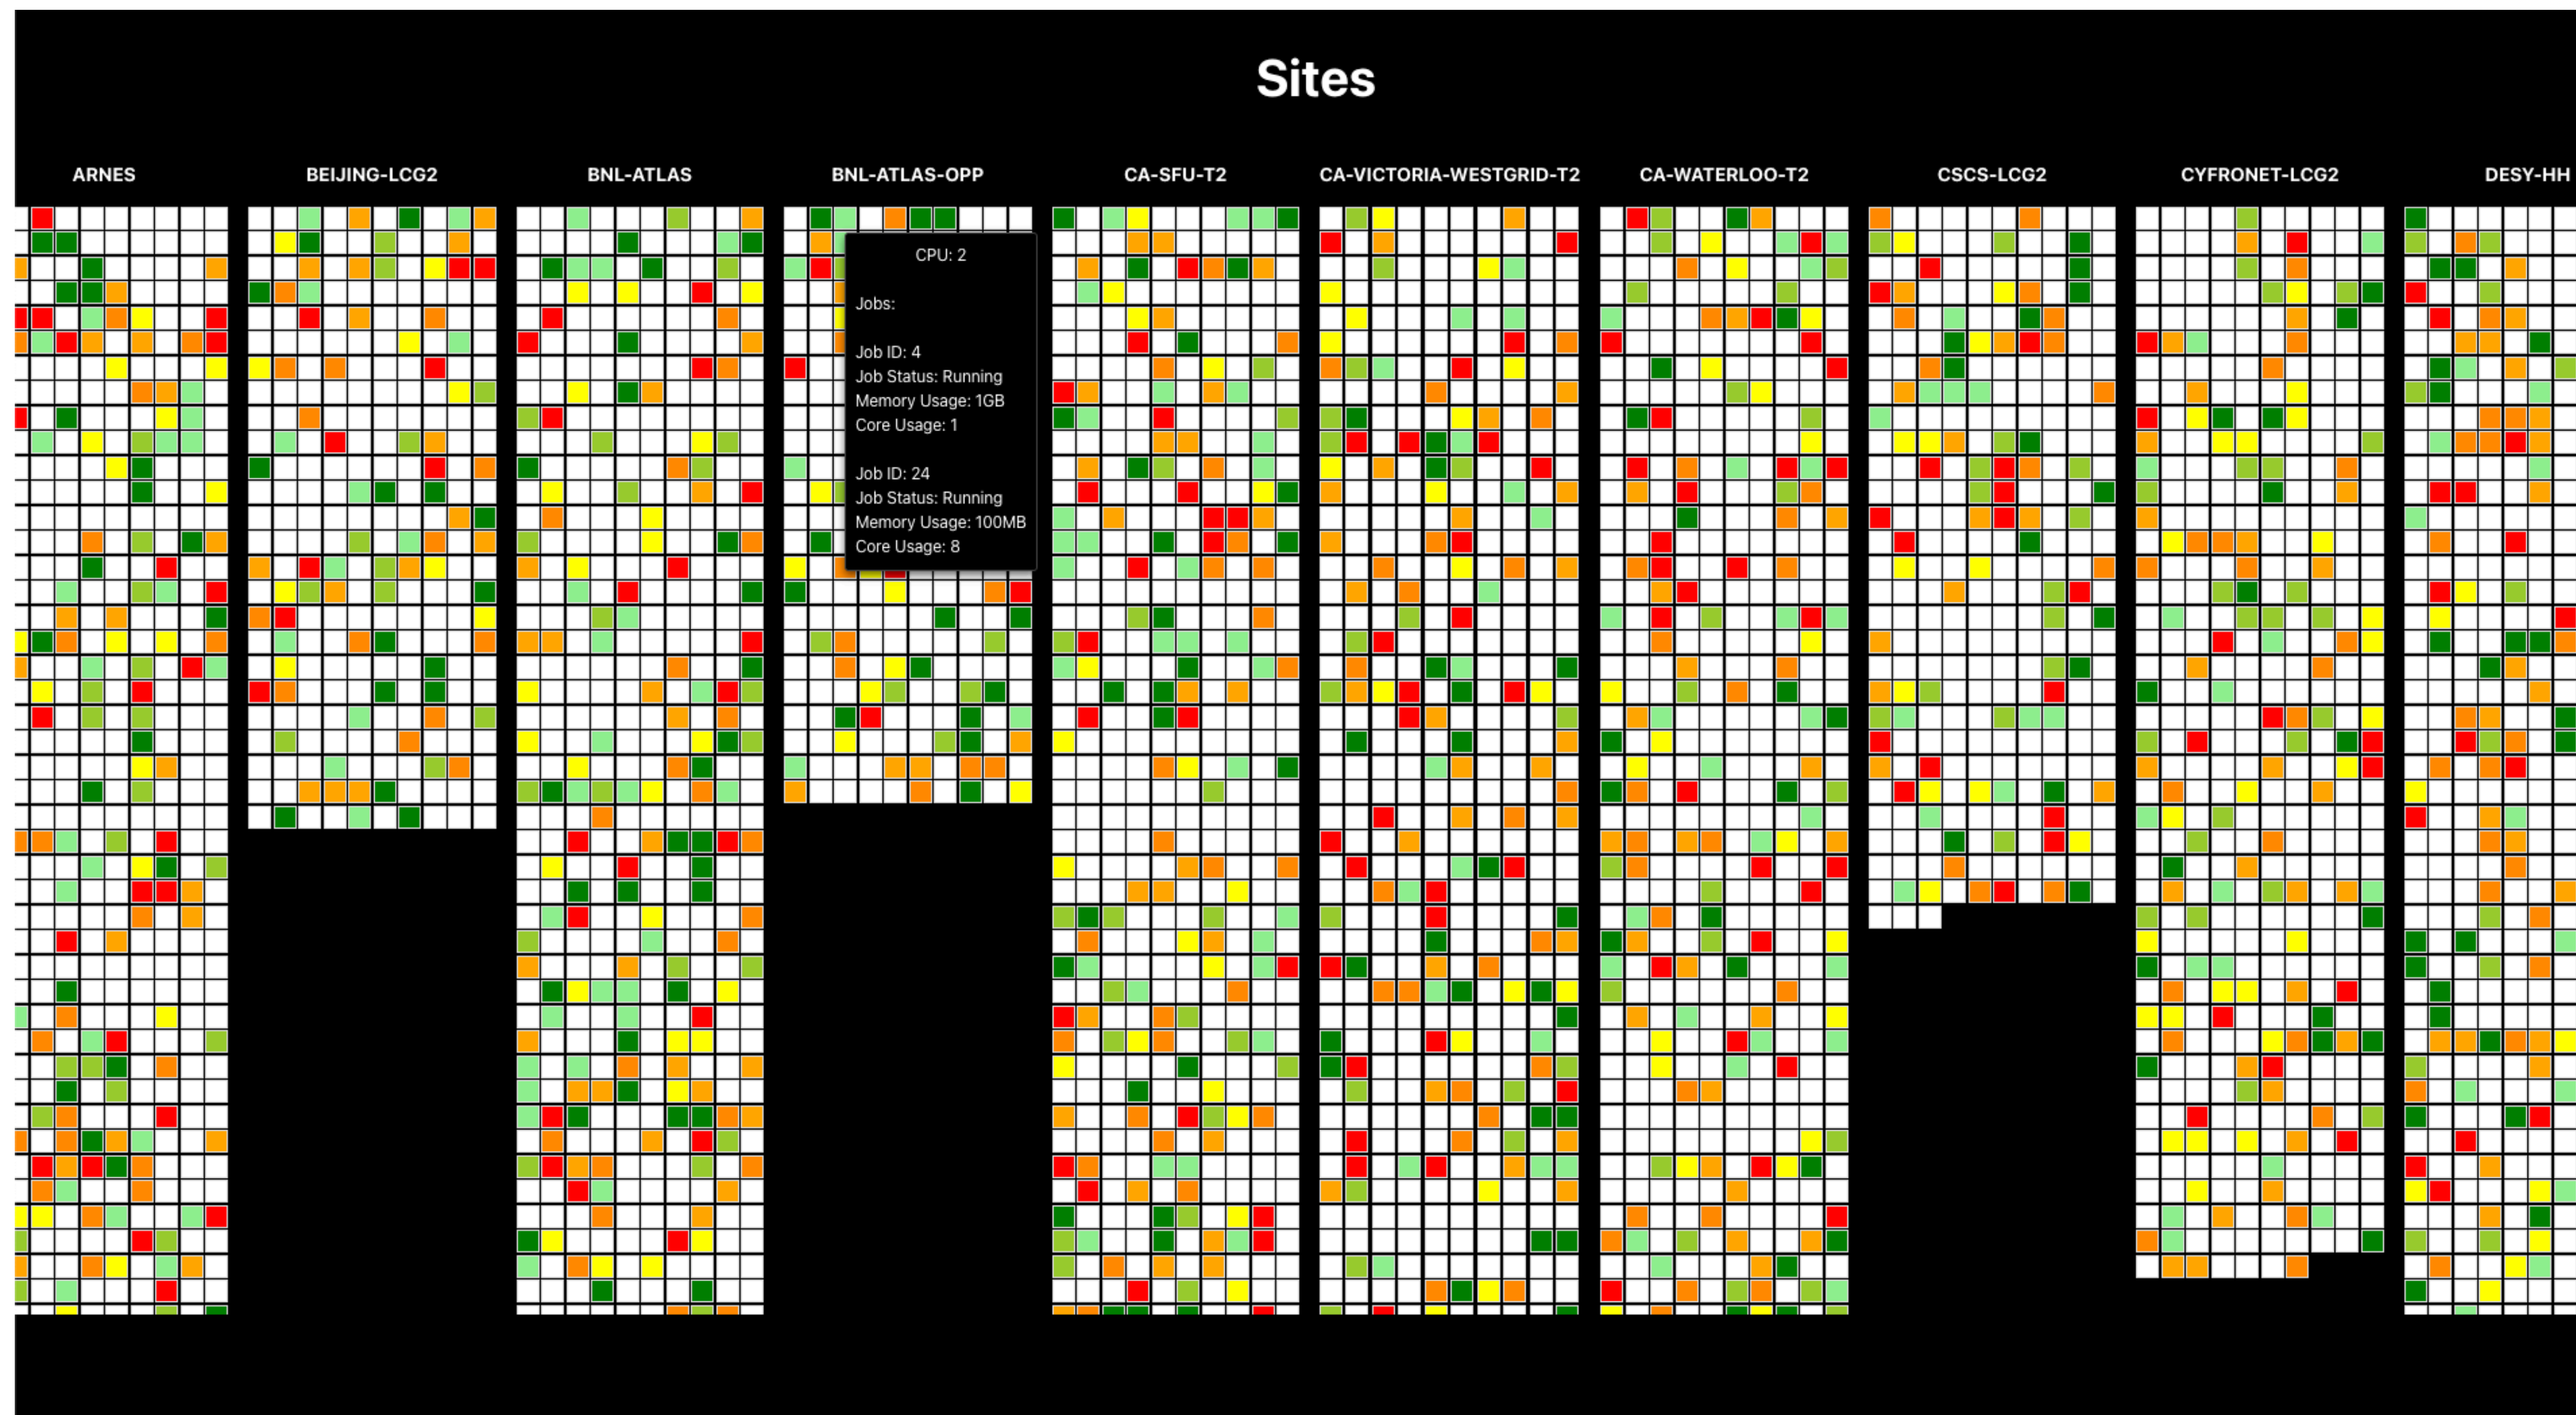 Sites
ARNES
BEIJING-LCG2
BNL-ATLAS
BNL-ATLAS-OPP
CA-SFU-T2
CA-VICTORIA-WESTGRID-T2
CA-WATERLOO-T2
CSCS-LCG2
CYFRONET-LCG2
DESY-HH
CPU: 2
Jobs:
Job ID: 4
Job Status: Running
Memory Usage: 1GB
Core Usage: 1
Job ID: 24
Job Status: Running
Memory Usage: 100MB
Core Usage: 8